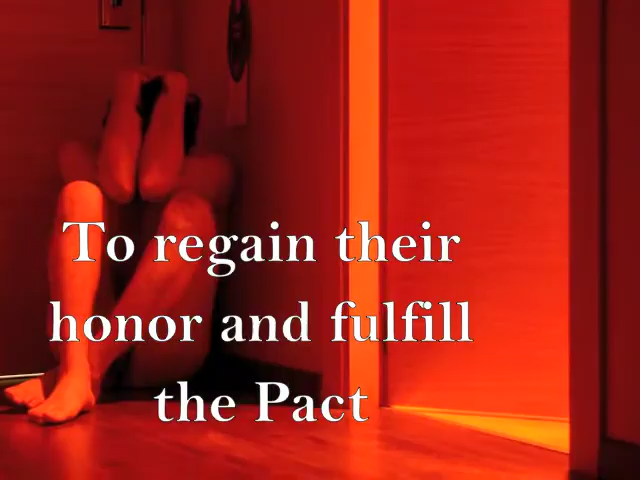 To regain their
honor and fulfill
the Pact